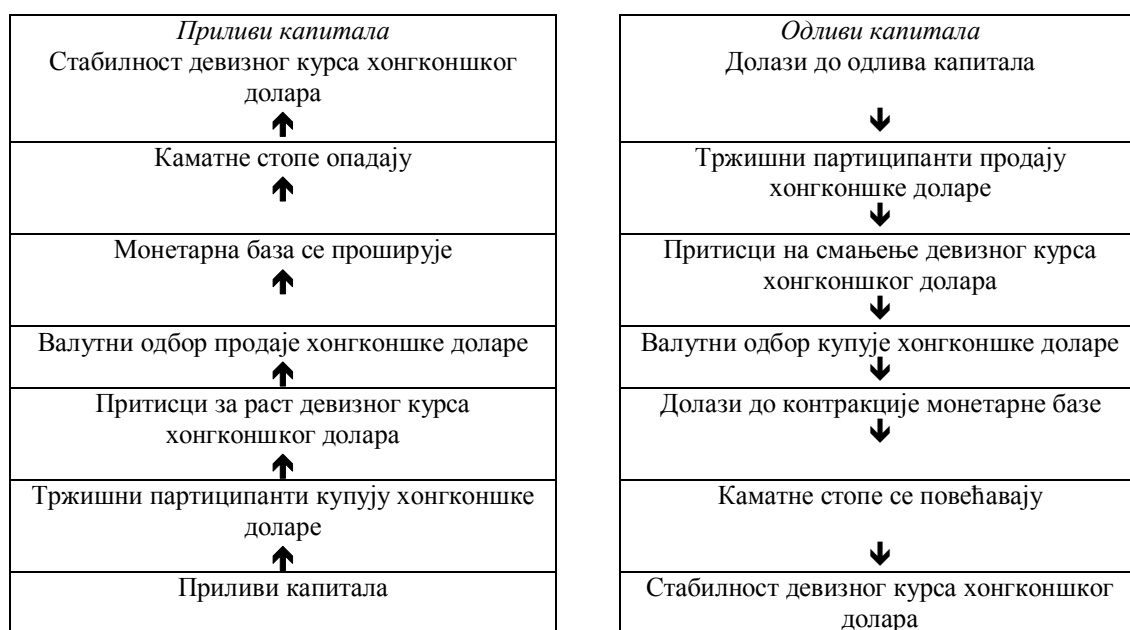 Приливи капитала
Стабилност девизног курса хонгконшког
долара
Каматне стопе опадају
Монетарна база се проширује
Валутни одбор продаје хонгконшке доларе
Притисци за раст девизног курса
хонгконшког долара
Тржишни партиципанти купују хонгконшке
доларе
Приливи капитала
Одливи капитала
Долази до одлива капитала
Тржишни партиципанти продају
хонгконшке доларе
Притисци на смањење девизног курса
хонгконшког долара
Валутни одбор купује хонгконшке доларе
Долази до контракције монетарне базе
Каматне стопе се повећавају
Стабилност девизног курса хонгконшког
долара